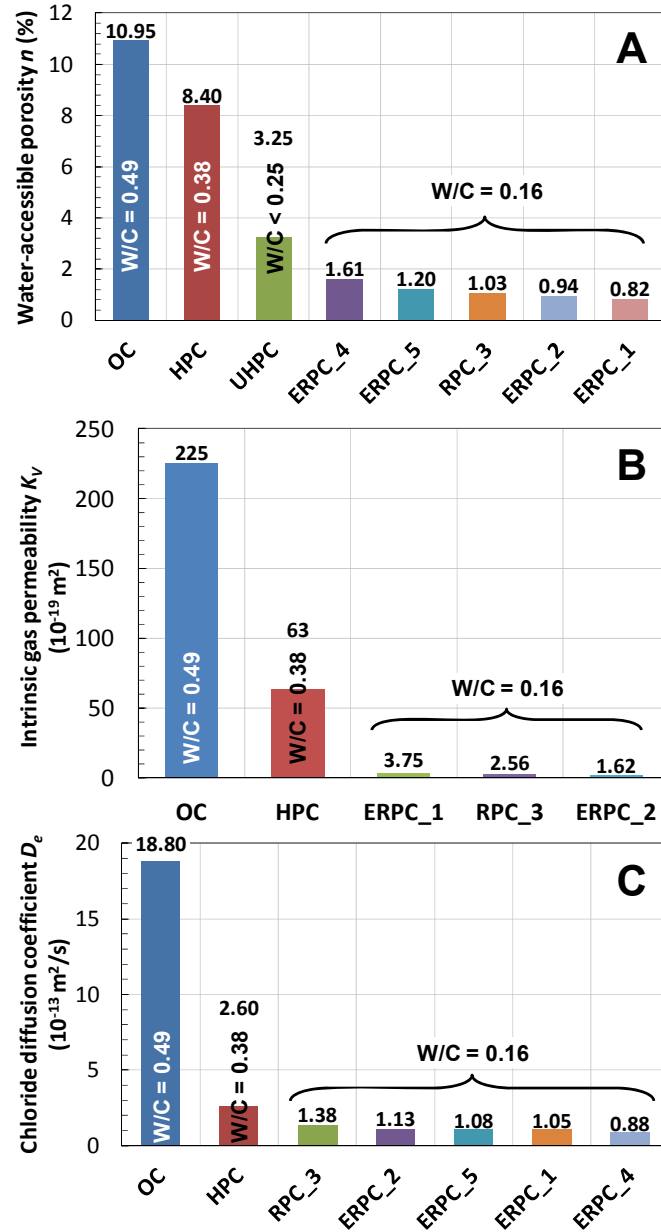 A
Water-accessible porosity n (%)
12
10
8
6
4
2
0
10.95
8.40
3.25
1.61
1.20
1.03
0.94
0.82
W/C = 0.49
W/C = 0.38
W/C < 0.25
W/C = 0.16
OC
HPC
UHPC
ERPC_4
ERPC_5
RPC_3
ERPC_2
ERPC_1
B
Intrinsic gas permeability Kᵥ
(10⁻¹⁹ m²)
250
200
150
100
50
0
225
63
3.75
2.56
1.62
W/C = 0.49
W/C = 0.38
W/C = 0.16
OC
HPC
ERPC_1
RPC_3
ERPC_2
C
Chloride diffusion coefficient Dₑ
(10⁻¹³ m²/s)
20
15
10
5
0
18.80
2.60
1.38
1.13
1.08
1.05
0.88
W/C = 0.49
W/C = 0.38
W/C = 0.16
OC
HPC
RPC_3
ERPC_2
ERPC_5
ERPC_1
ERPC_4